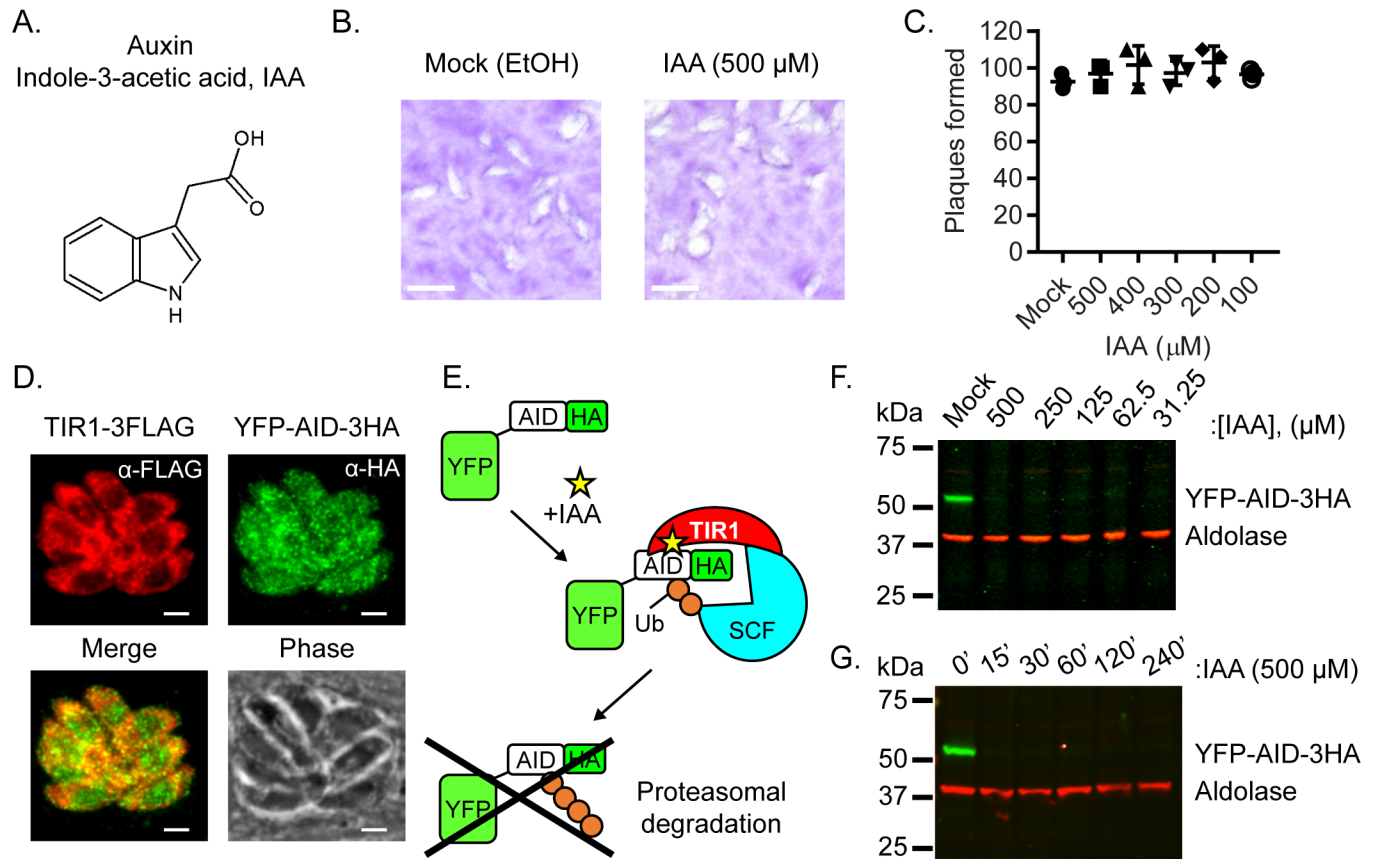 A.
Auxin
Indole-3-acetic acid, IAA
OH
O
N
H
B.
Mock (EtOH)
IAA (500 µM)
C.
Plaques formed
120
100
80
60
40
20
0
Mock
500
400
300
200
100
IAA (µM)
D.
TIR1-3FLAG
YFP-AID-3HA
α-FLAG
α-HA
Merge
Phase
E.
AID
HA
YFP
+IAA
TIR1
AID
HA
YFP
Ub
SCF
AID
HA
YFP
Proteasomal
degradation
F.
kDa
Mock
500
250
125
62.5
31.25
:[IAA], (µM)
75
50
37
25
YFP-AID-3HA
Aldolase
G.
kDa
0'
15'
30'
60'
120'
240'
:IAA (500 µM)
75
50
37
25
YFP-AID-3HA
Aldolase